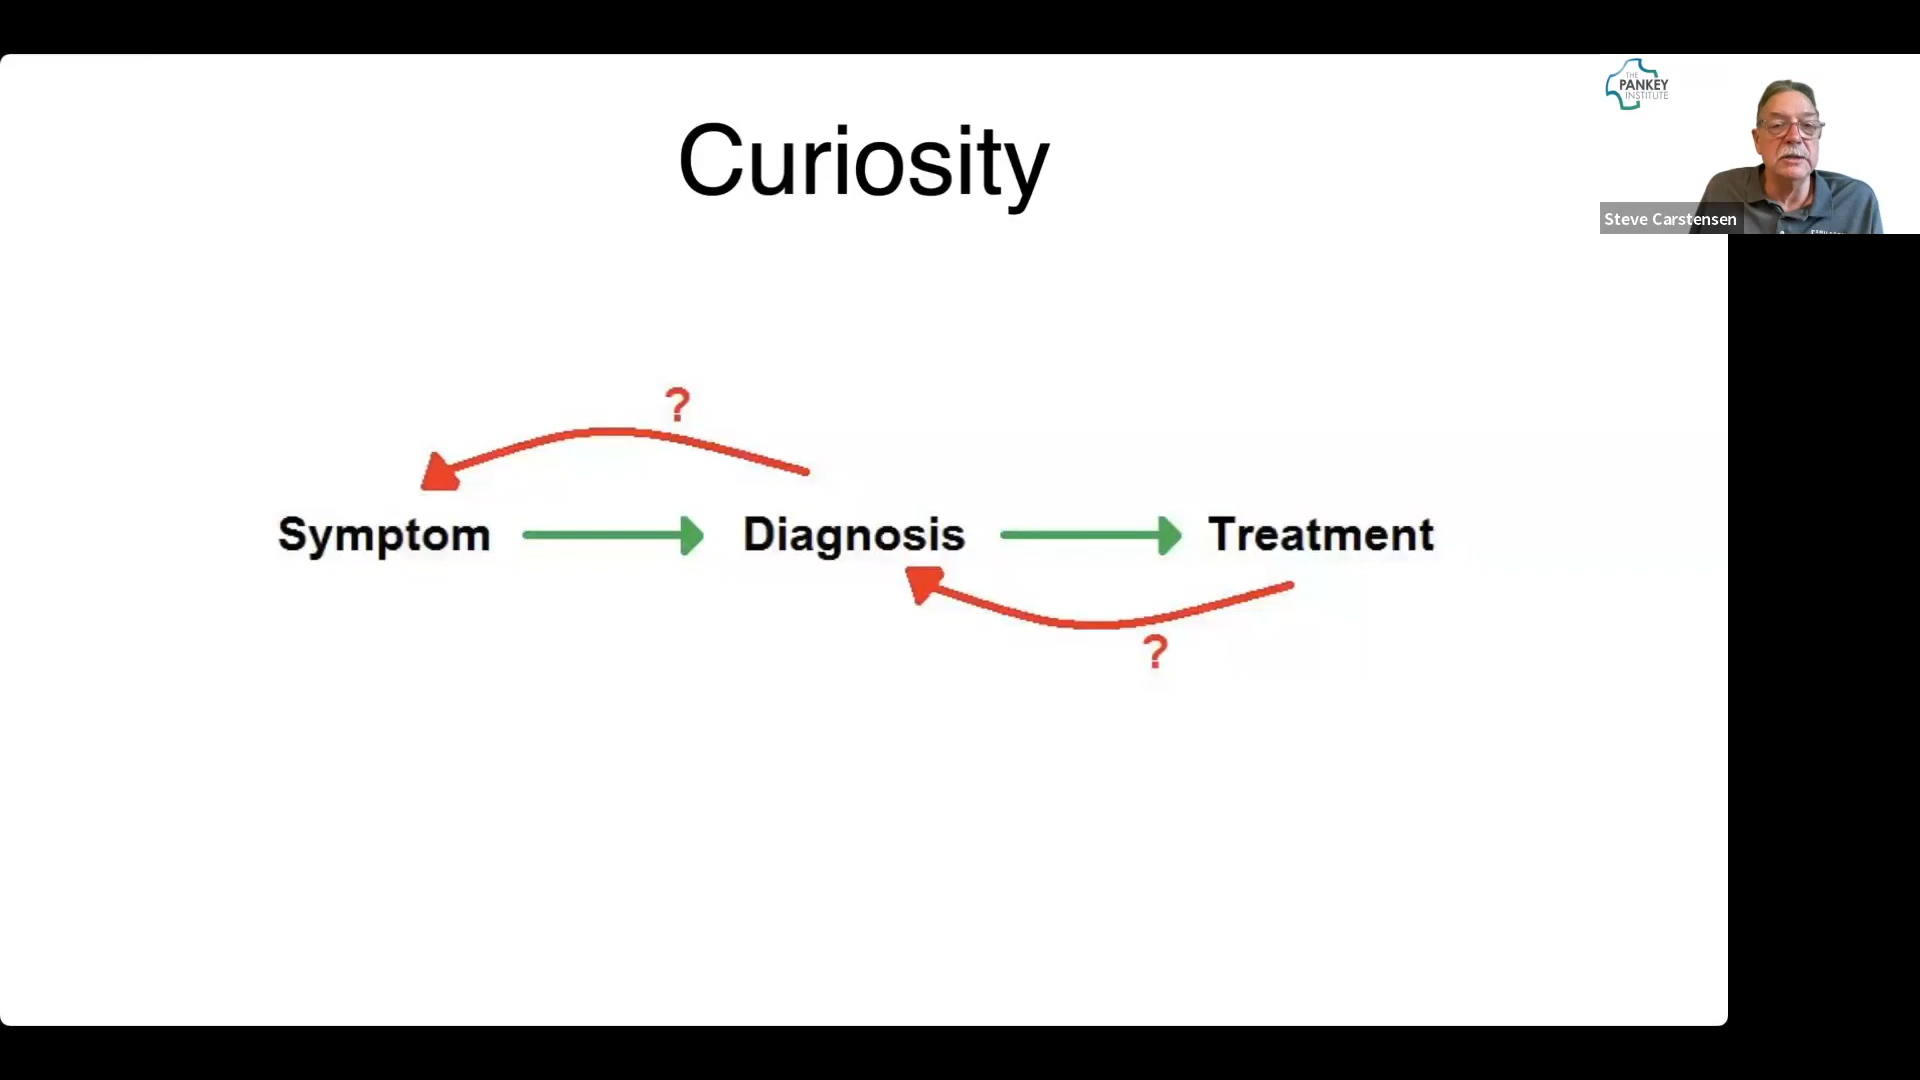 THE
PANKEY
INSTITUTE
Curiosity
Steve Carstensen
?
Symptom Diagnosis Treatment
?